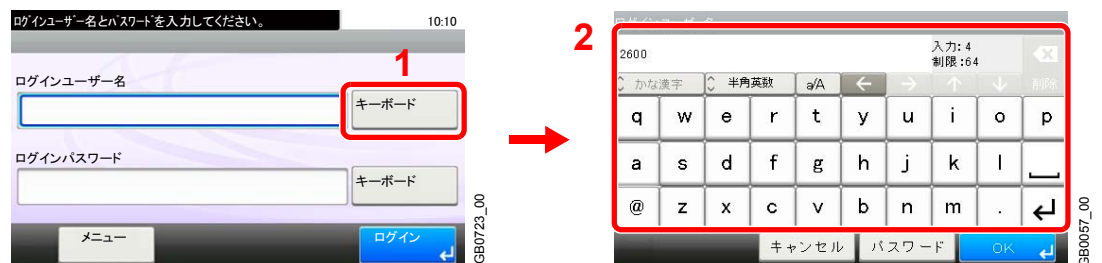 ログインユーザー名とパスワードを入力してください。 10:10
1
ログインユーザー名
キーボード
ログインパスワード
キーボード
メニュー
ログイン
GB0723_00
2
2600
入力: 4
制限 :64
かな漢字 半角英数 a/A ← → ↑ ↓ 削除
q w e r t y u i o p
a s d f g h j k l
@ z x c v b n m .
キャンセル パスワード OK
GB0057_00